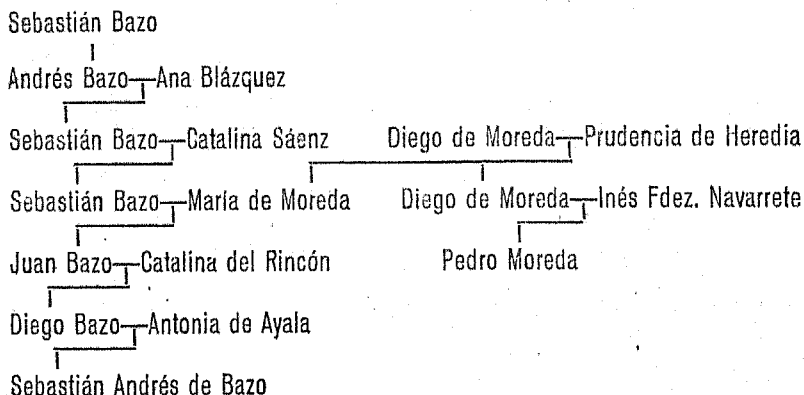 Sebastián Bazo
Andrés Bazo Ana Blázquez
Sebastián Bazo Catalina Sáenz Diego de Moreda Prudencia de Heredia
Sebastián Bazo María de Moreda Diego de Moreda Inés Fdez. Navarrete
Juan Bazo Catalina del Rincón Pedro Moreda
Diego Bazo Antonia de Ayala
Sebastián Andrés de Bazo